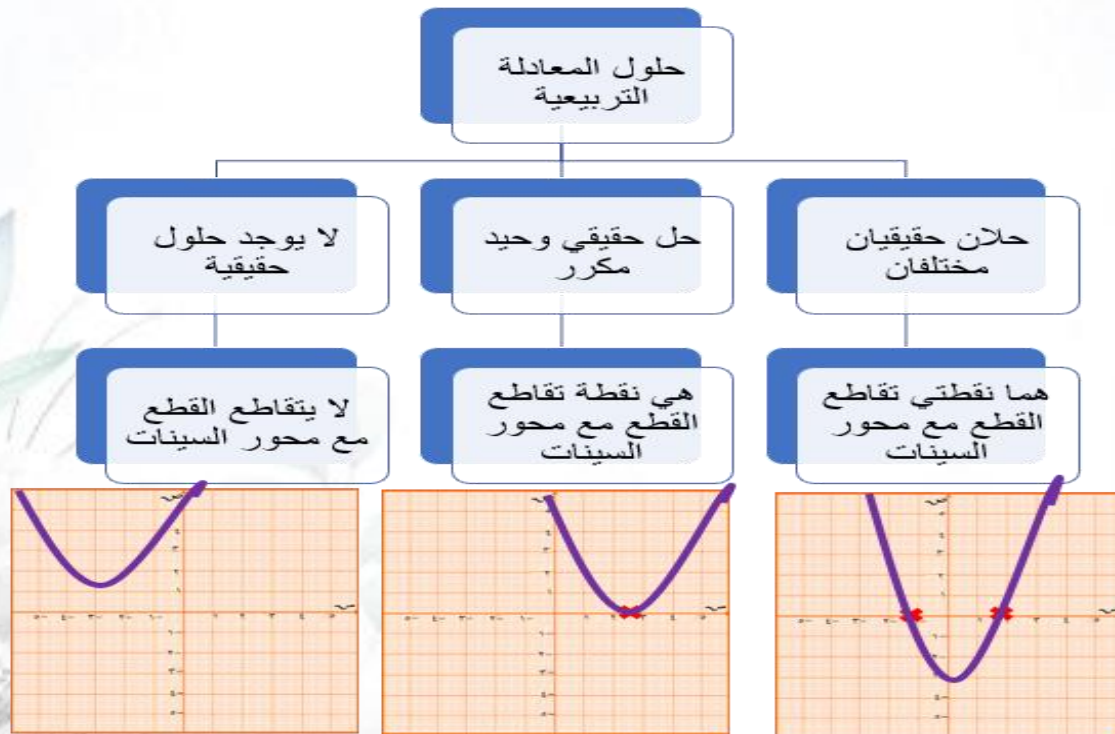 حلول المعادلة
التربيعية
حلان حقيقيان
مختلفان
حل حقيقي وحيد
مكرر
لا يوجد حلول
حقيقية
هما نقطتي تقاطع
القطع مع محور
السينات
هي نقطة تقاطع
القطع مع محور
السينات
لا يتقاطع القطع
مع محور السينات